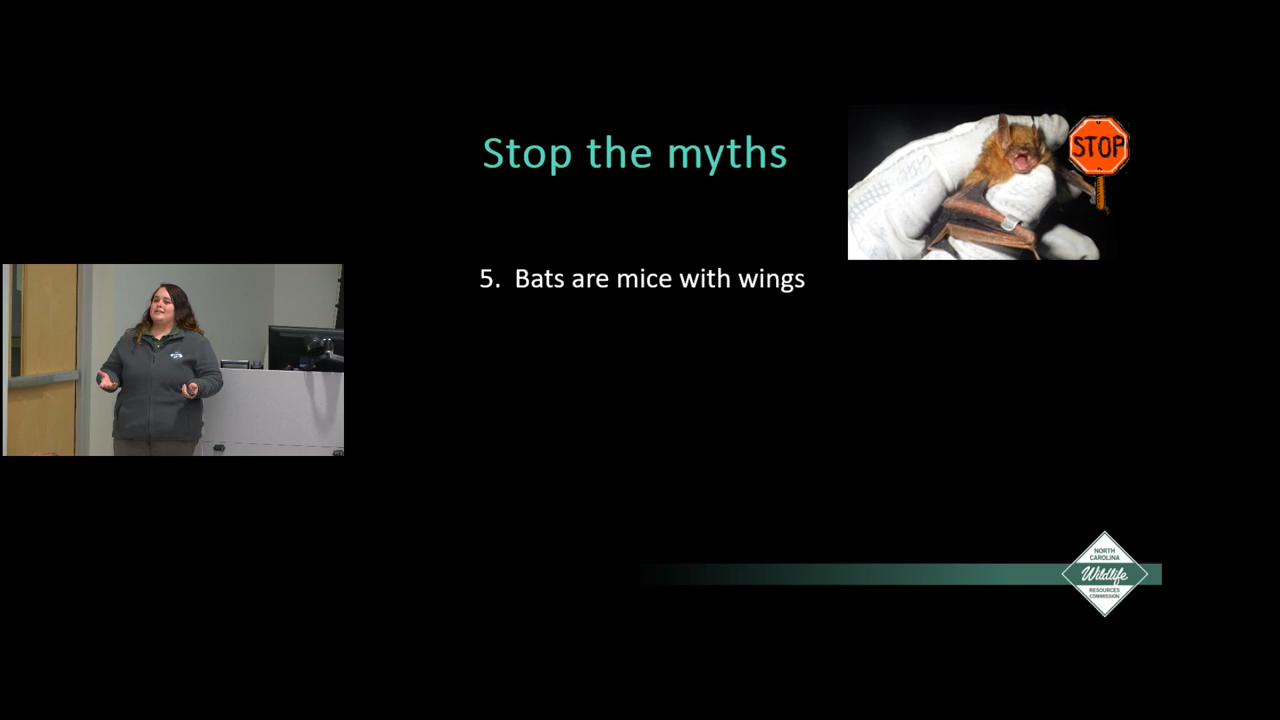 Stop the myths
STOP
5. Bats are mice with wings
NORTH
CAROLINA
Wildlife
RESOURCES
COMMISSION